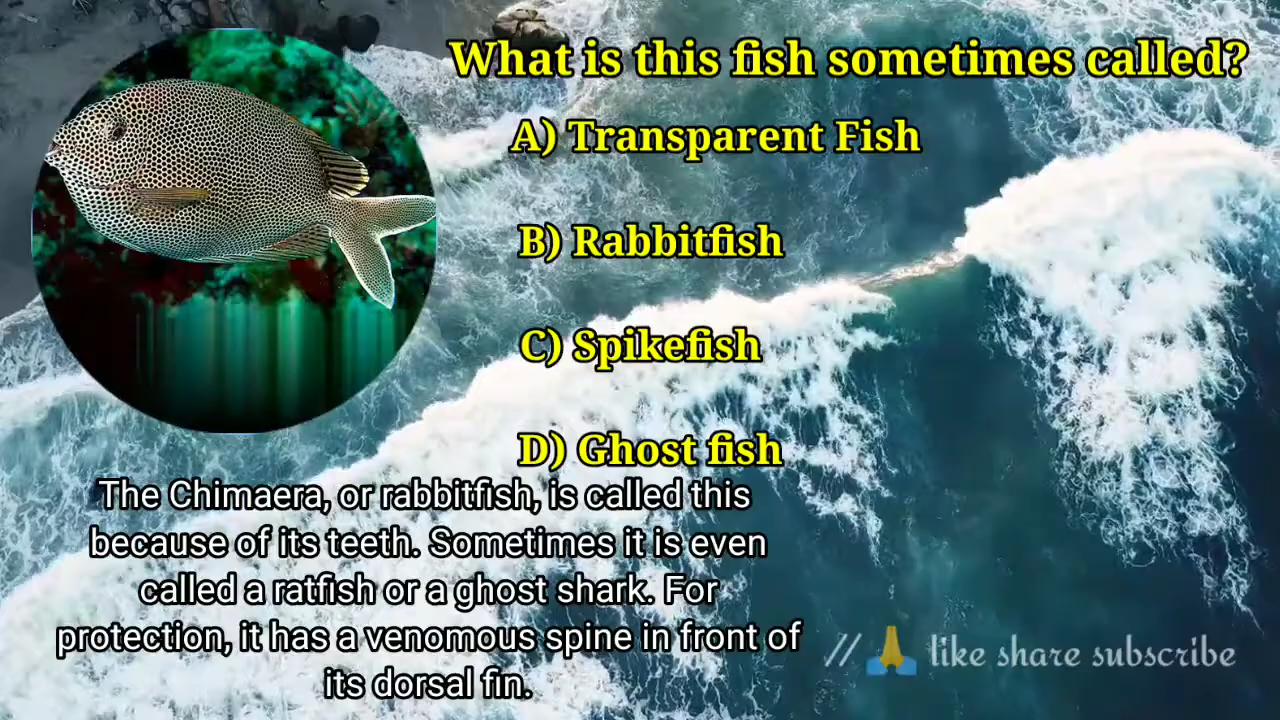 What is this fish sometimes called?
A) Transparent Fish
B) Rabbitfish
C) Spikefish
D) Ghost fish
The Chimaera, or rabbitfish, is called this
because of its teeth. Sometimes it is even
called a ratfish or a ghost shark. For
protection, it has a venomous spine in front of
its dorsal fin.
// 🙏 like share subscribe